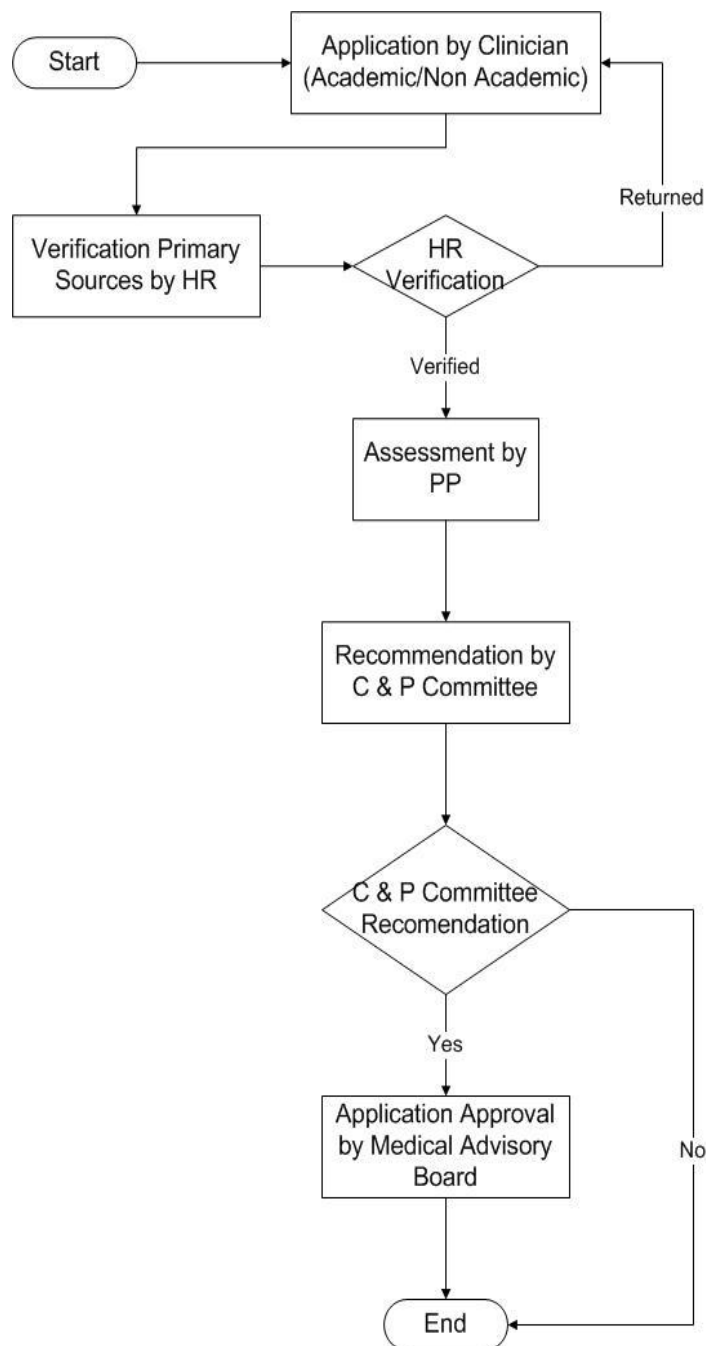 Start
Application by Clinician
(Academic/Non Academic)
Returned
Verification Primary
Sources by HR
HR
Verification
Verified
Assessment by
PP
Recommendation by
C & P Committee
C & P Committee
Recomendation
Yes
Application Approval
by Medical Advisory
Board
No
End